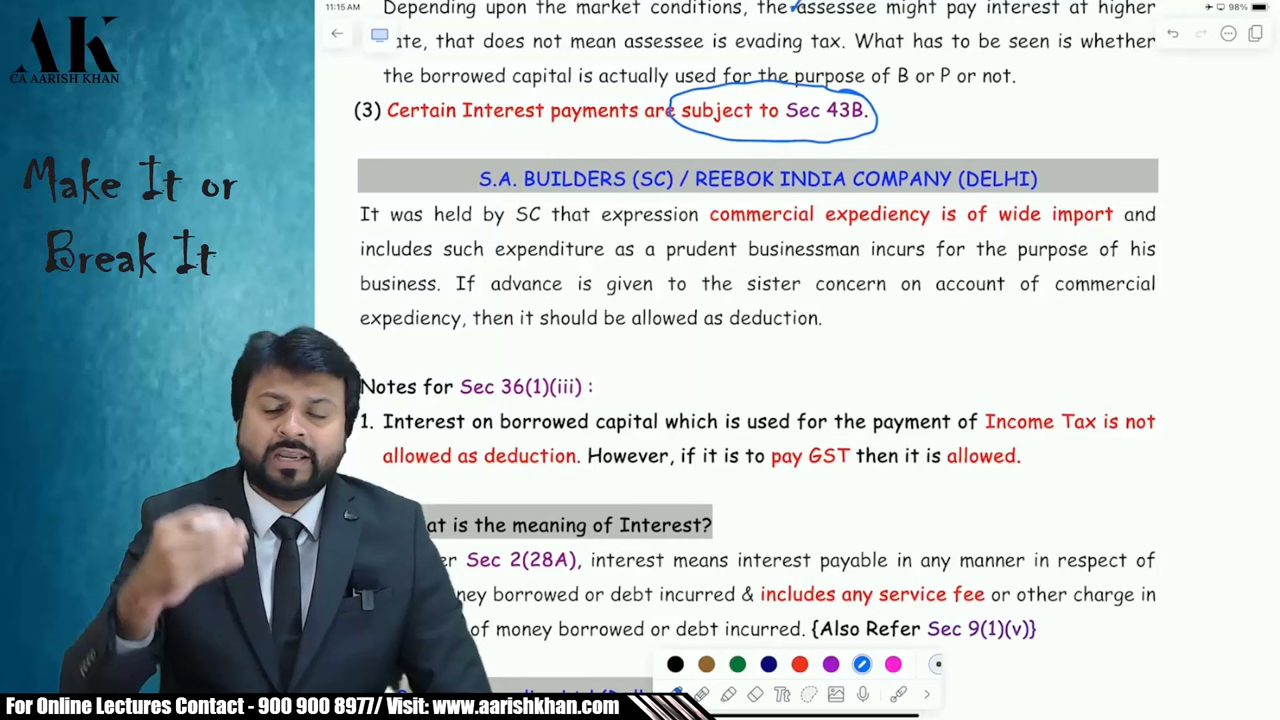 11:15 AM
98%
Depending upon the market conditions, the assessee might pay interest at higher
ate, that does not mean assessee is evading tax. What has to be seen is whether
the borrowed capital is actually used for the purpose of B or P or not.
(3) Certain Interest payments are subject to Sec 43B.
AK
CA AARISH KHAN
Make It or
Break It
S.A. BUILDERS (SC) / REEBOK INDIA COMPANY (DELHI)
It was held by SC that expression commercial expediency is of wide import and
includes such expenditure as a prudent businessman incurs for the purpose of his
business. If advance is given to the sister concern on account of commercial
expediency, then it should be allowed as deduction.
Notes for Sec 36(1)(iii) :
1. Interest on borrowed capital which is used for the payment of Income Tax is not
allowed as deduction. However, if it is to pay GST then it is allowed.
at is the meaning of Interest?
er Sec 2(28A), interest means interest payable in any manner in respect of
ney borrowed or debt incurred & includes any service fee or other charge in
of money borrowed or debt incurred. {Also Refer Sec 9(1)(v)}
Tt
For Online Lectures Contact - 900 900 8977/ Visit: www.aarishkhan.com